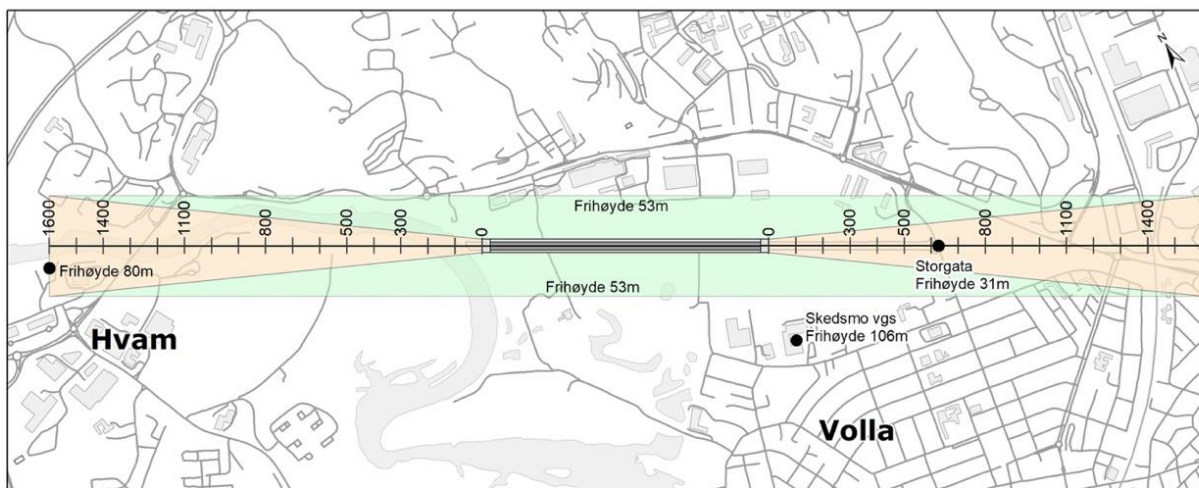 N
1600
1400
1100
800
500
300
0
Frihøyde 53m
0
300
500
800
1100
1400
Frihøyde 80m
Frihøyde 53m
Storgata
Frihøyde 31m
Hvam
Skedsmo vgs
Frihøyde 106m
Volla